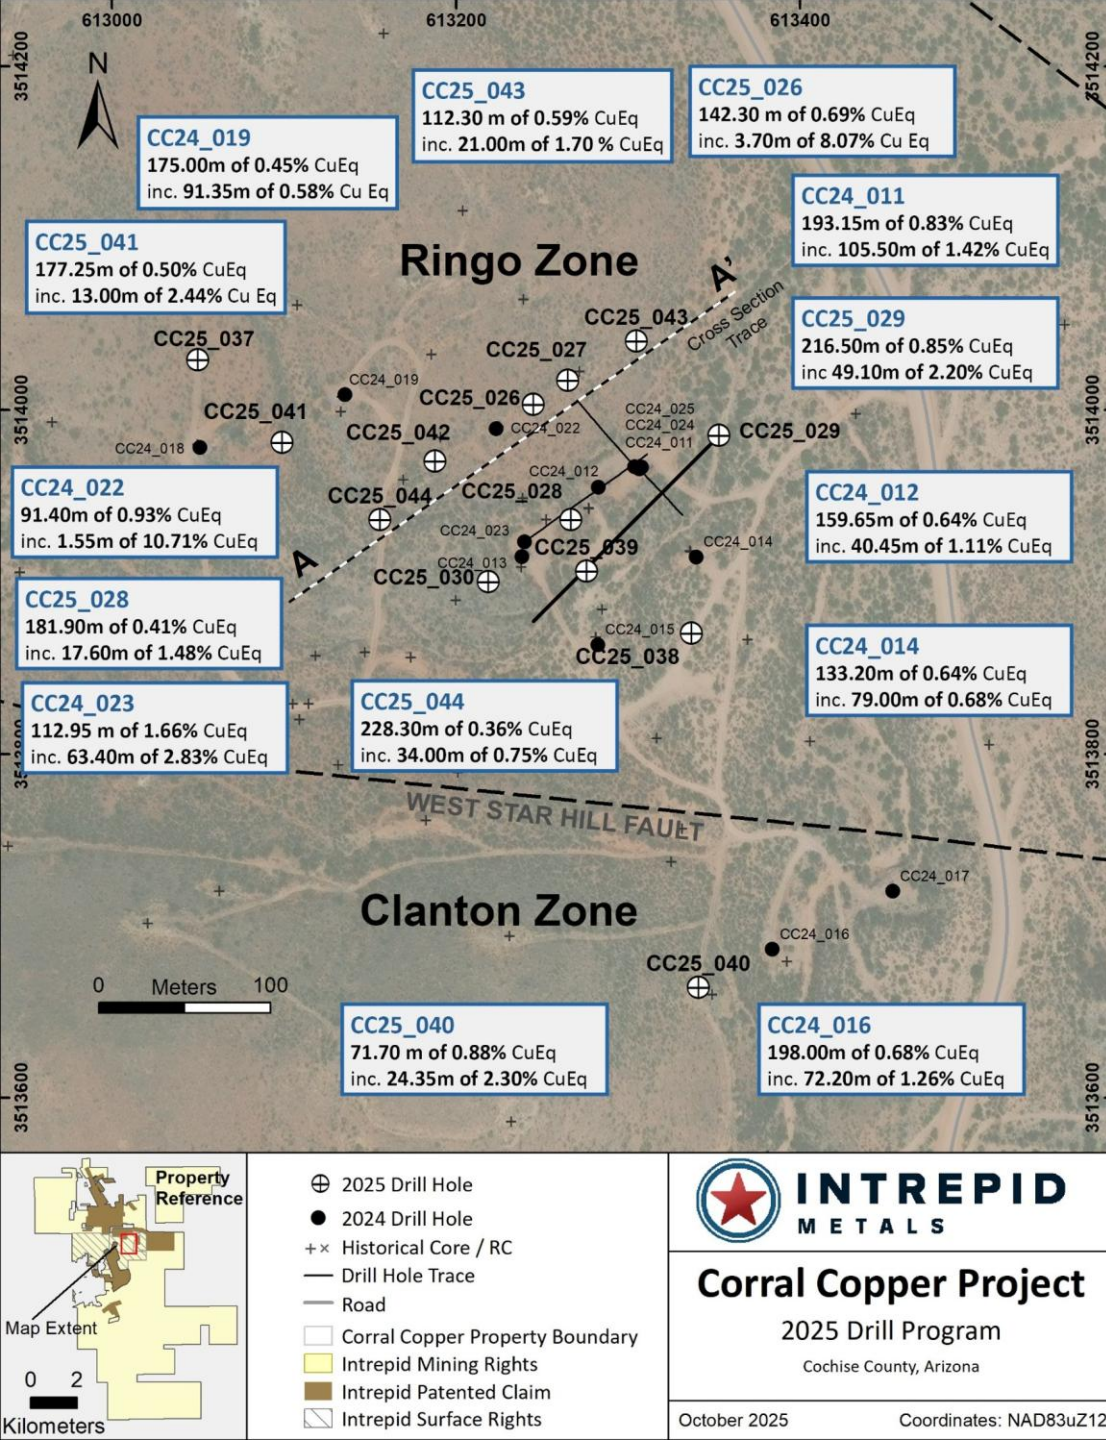 613000
613200
613400
3514200
3514200
N
CC25_043
112.30 m of 0.59% CuEq
inc. 21.00m of 1.70 % CuEq
CC25_026
142.30 m of 0.69% CuEq
inc. 3.70m of 8.07% Cu Eq
CC24_019
175.00m of 0.45% CuEq
inc. 91.35m of 0.58% Cu Eq
CC24_011
193.15m of 0.83% CuEq
inc. 105.50m of 1.42% CuEq
CC25_041
177.25m of 0.50% CuEq
inc. 13.00m of 2.44% Cu Eq
Ringo Zone
A'
Cross Section
Trace
CC25_029
216.50m of 0.85% CuEq
inc 49.10m of 2.20% CuEq
CC25_043
CC25_037
CC25_027
CC24_019
CC25_026
3514000
3514000
CC25_041
CC24_025
CC24_024
CC24_011
CC24_022
CC25_042
CC25_029
CC24_018
CC24_012
CC25_028
CC25_044
CC24_022
91.40m of 0.93% CuEq
inc. 1.55m of 10.71% CuEq
CC24_012
159.65m of 0.64% CuEq
inc. 40.45m of 1.11% CuEq
CC24_023
CC25_039
CC24_014
A
CC24_013
CC25_030
CC25_028
181.90m of 0.41% CuEq
inc. 17.60m of 1.48% CuEq
CC24_015
CC25_038
CC24_014
133.20m of 0.64% CuEq
inc. 79.00m of 0.68% CuEq
CC24_023
112.95 m of 1.66% CuEq
inc. 63.40m of 2.83% CuEq
CC25_044
228.30m of 0.36% CuEq
inc. 34.00m of 0.75% CuEq
3513800
3513800
WEST STAR HILL FAULT
CC24_017
Clanton Zone
CC24_016
CC25_040
0 Meters 100
CC25_040
71.70 m of 0.88% CuEq
inc. 24.35m of 2.30% CuEq
CC24_016
198.00m of 0.68% CuEq
inc. 72.20m of 1.26% CuEq
3513600
3513600
Property
Reference
Map Extent
0 2
Kilometers
2025 Drill Hole
2024 Drill Hole
Historical Core / RC
Drill Hole Trace
Road
Corral Copper Property Boundary
Intrepid Mining Rights
Intrepid Patented Claim
Intrepid Surface Rights
INTREPID
METALS
Corral Copper Project
2025 Drill Program
Cochise County, Arizona
October 2025
Coordinates: NAD83uZ12